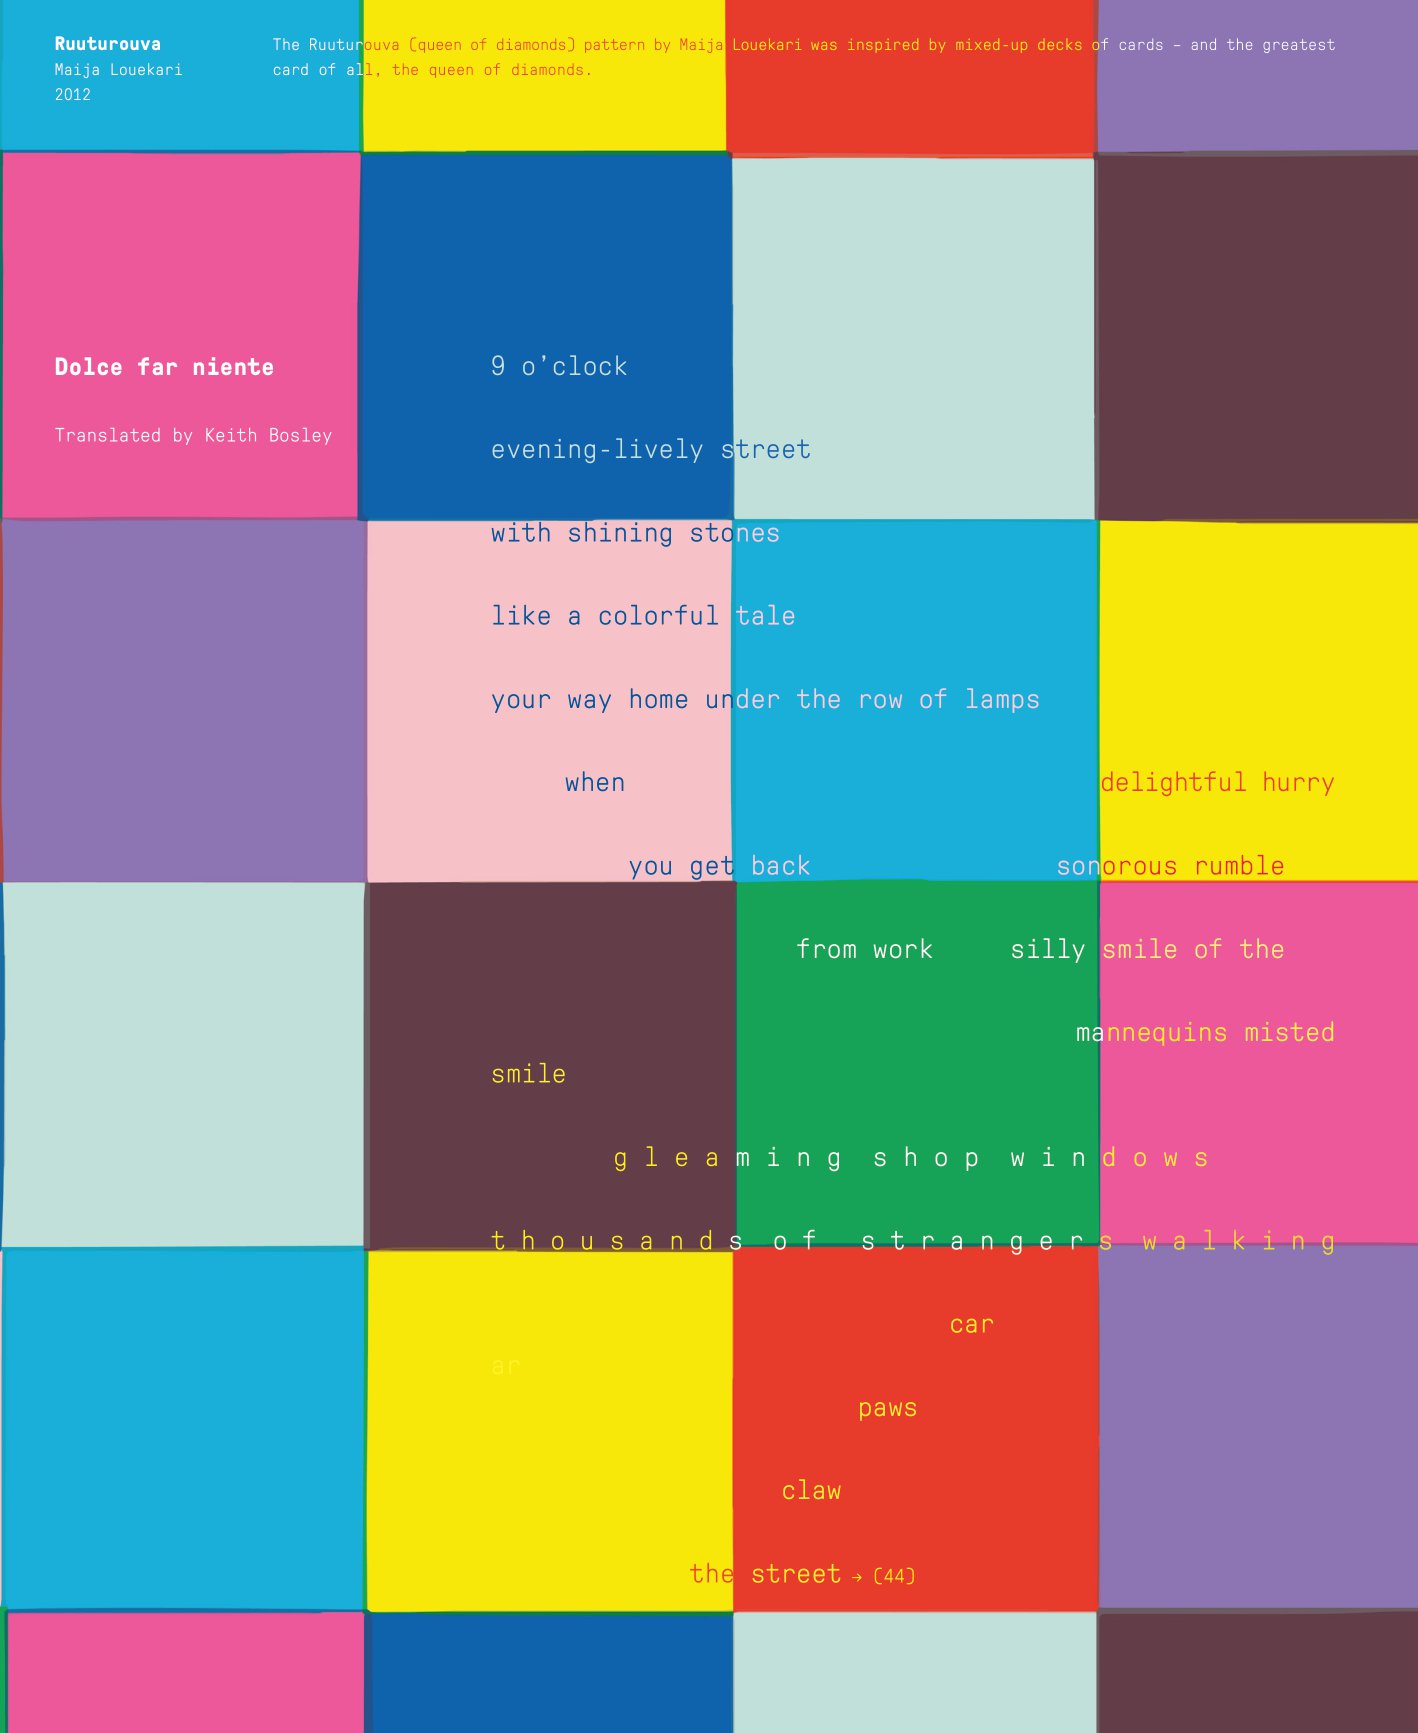 Ruuturouva
Maija Louekari
2012
The Ruuturouva (queen of diamonds) pattern by Maija Louekari was inspired by mixed-up decks of cards – and the greatest
card of all, the queen of diamonds.
Dolce far niente
Translated by Keith Bosley
9 o'clock
evening-lively street
with shining stones
like a colorful tale
your way home under the row of lamps
when delightful hurry
you get back sonorous rumble
from work silly smile of the
mannequins misted
smile
g l e a m i n g s h o p w i n d o w s
t h o u s a n d s o f s t r a n g e r s w a l k i n g
car
ar
paws
claw
the street → (44)